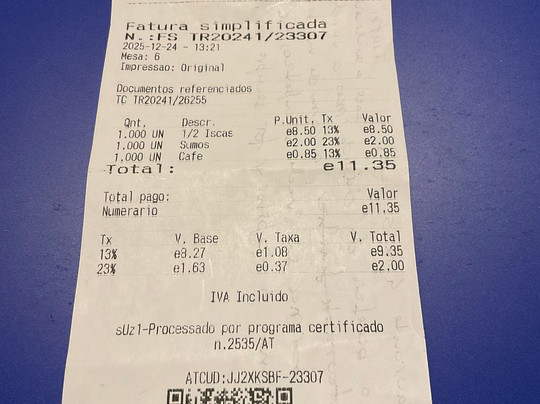 Fatura simplificada
N.:FS TR20241/23307
2025-12-24 - 13:21
Mesa: 6
Impressao: Original
Documentos referenciados
TC TR20241/26255
Qnt. Descr. P.Unit. Tx Valor
1.000 UN 1/2 Iscas e8.50 13% e8.50
1.000 UN Sumos e2.00 23% e2.00
1.000 UN Cafe e0.85 13% e0.85
Total: e11.35
Total pago: Valor
Numerario e11.35
Tx V. Base V. Taxa V. Total
13% e8.27 e1.08 e9.35
23% e1.63 e0.37 e2.00
IVA Incluido
sUz1-Processado por programa certificado
n.2535/AT
ATCUD:JJ2XKSBF-23307